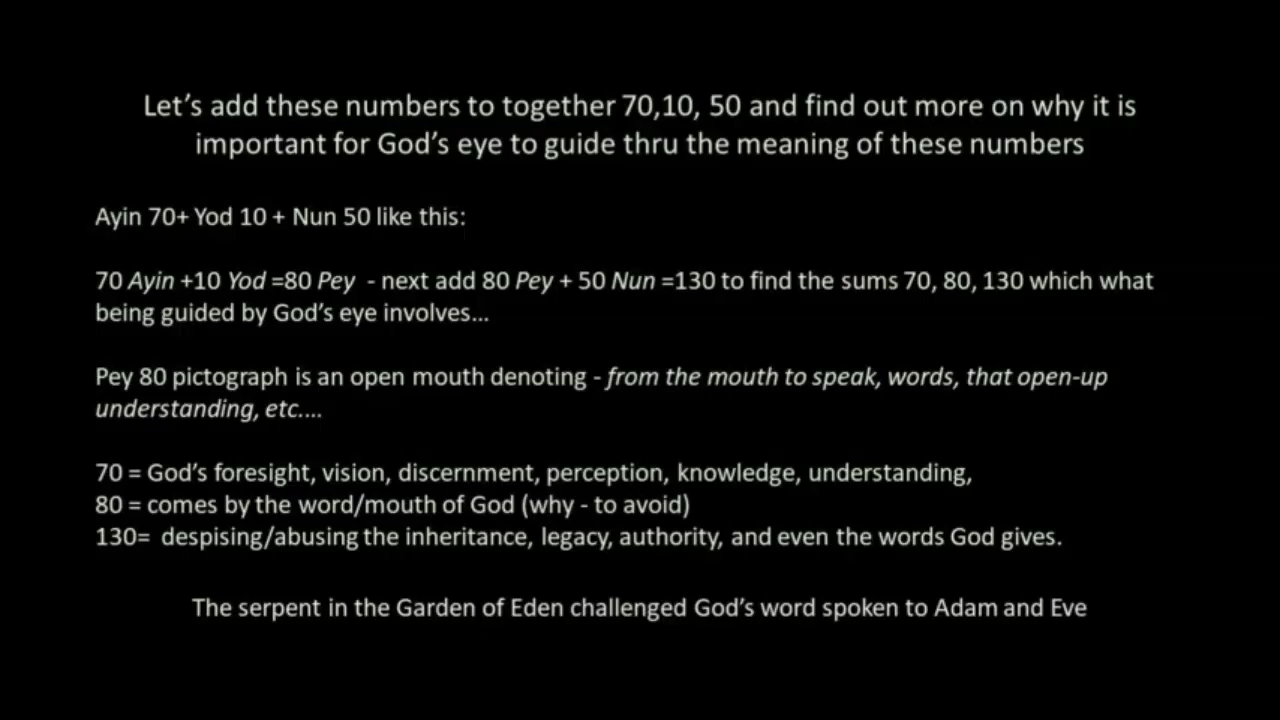 Let's add these numbers to together 70,10, 50 and find out more on why it is
important for God's eye to guide thru the meaning of these numbers
Ayin 70+ Yod 10 + Nun 50 like this:
70 Ayin +10 Yod =80 Pey - next add 80 Pey + 50 Nun =130 to find the sums 70, 80, 130 which what
being guided by God's eye involves...
Pey 80 pictograph is an open mouth denoting - from the mouth to speak, words, that open-up
understanding, etc....
70 = God's foresight, vision, discernment, perception, knowledge, understanding,
80 = comes by the word/mouth of God (why - to avoid)
130= despising/abusing the inheritance, legacy, authority, and even the words God gives.
The serpent in the Garden of Eden challenged God's word spoken to Adam and Eve